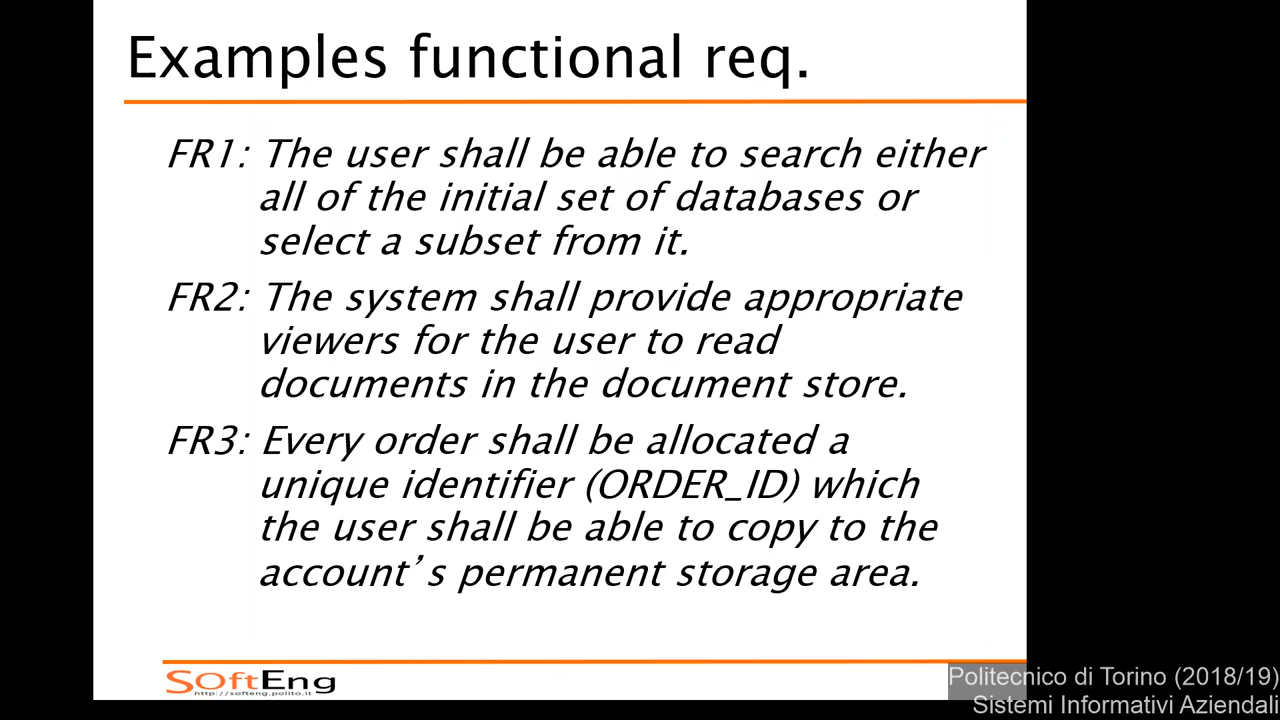 Examples functional req.
FR1: The user shall be able to search either
all of the initial set of databases or
select a subset from it.
FR2: The system shall provide appropriate
viewers for the user to read
documents in the document store.
FR3: Every order shall be allocated a
unique identifier (ORDER_ID) which
the user shall be able to copy to the
account’s permanent storage area.
SoftEng
http://softeng.polito.it
Politecnico di Torino (2018/19)
Sistemi Informativi Aziendali